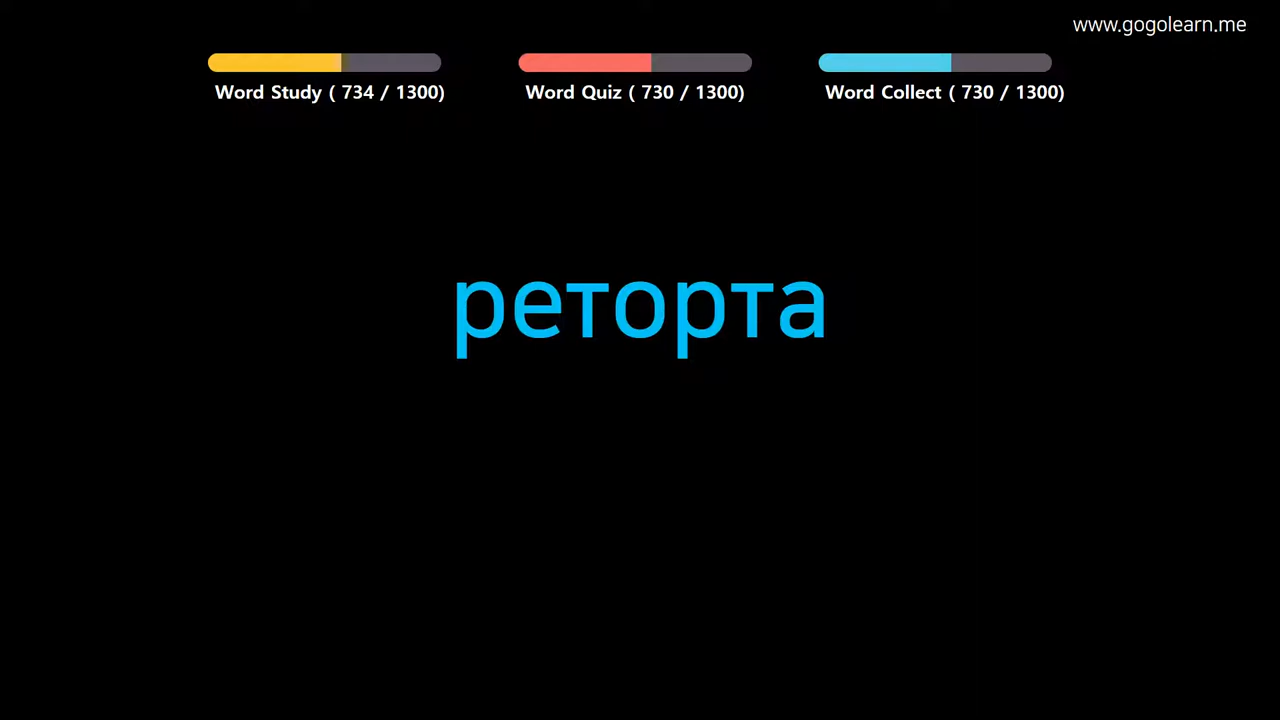 www.gogolearn.me
Word Study ( 734 / 1300)
Word Quiz ( 730 / 1300)
Word Collect ( 730 / 1300)
реторта